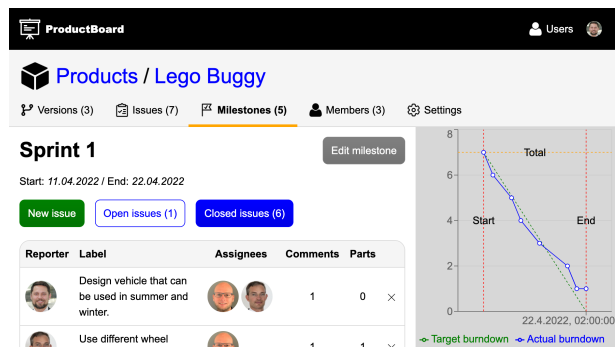 ProductBoard
Users
Products / Lego Buggy
Versions (3)
Issues (7)
Milestones (5)
Members (3)
Settings
Sprint 1
Edit milestone
Start: 11.04.2022 / End: 22.04.2022
New issue
Open issues (1)
Closed issues (6)
Reporter Label Assignees Comments Parts
Design vehicle that can
be used in summer and
winter.
1 0
Use different wheel
1 1
8
6
4
2
0
Total
Start
End
22.4.2022, 02:00:00
Target burndown
Actual burndown